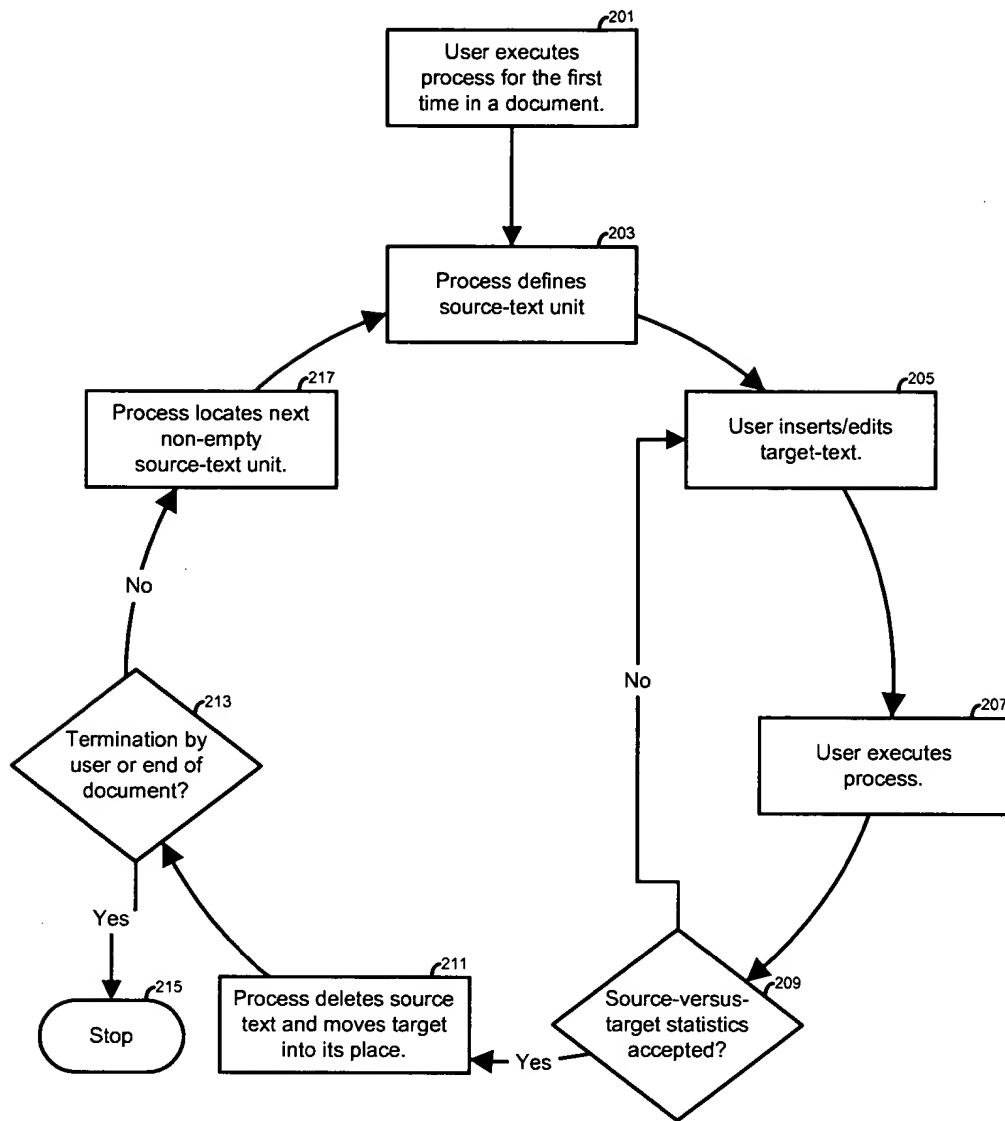 201
User executes
process for the first
time in a document.
203
Process defines
source-text unit
205
User inserts/edits
target-text.
207
User executes
process.
209
Source-versus-
target statistics
accepted?
No
Yes
211
Process deletes source
text and moves target
into its place.
213
Termination by
user or end of
document?
Yes
215
Stop
No
217
Process locates next
non-empty
source-text unit.